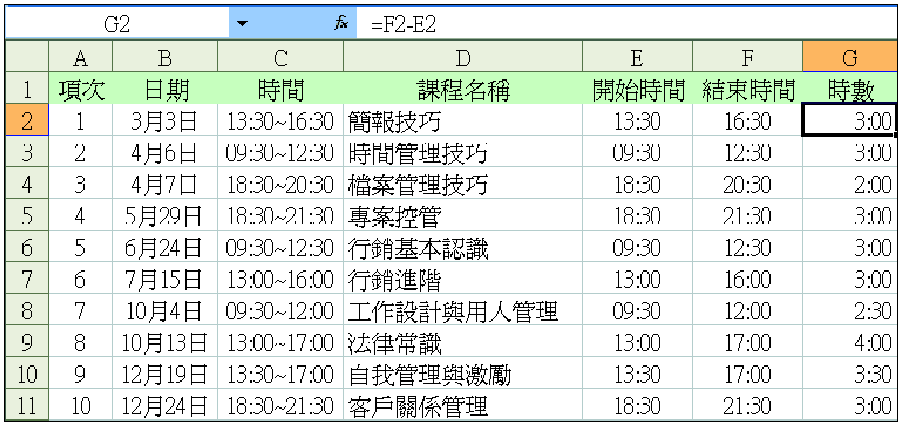 G2 fx =F2-E2
A B C D E F G
1 項次 日期 時間 課程名稱 開始時間 結束時間 時數
2 1 3月3日 13:30~16:30 簡報技巧 13:30 16:30 3:00
3 2 4月6日 09:30~12:30 時間管理技巧 09:30 12:30 3:00
4 3 4月7日 18:30~20:30 檔案管理技巧 18:30 20:30 2:00
5 4 5月29日 18:30~21:30 專案控管 18:30 21:30 3:00
6 5 6月24日 09:30~12:30 行銷基本認識 09:30 12:30 3:00
7 6 7月15日 13:00~16:00 行銷進階 13:00 16:00 3:00
8 7 10月4日 09:30~12:00 工作設計與用人管理 09:30 12:00 2:30
9 8 10月13日 13:00~17:00 法律常識 13:00 17:00 4:00
10 9 12月19日 13:30~17:00 自我管理與激勵 13:30 17:00 3:30
11 10 12月24日 18:30~21:30 客戶關係管理 18:30 21:30 3:00